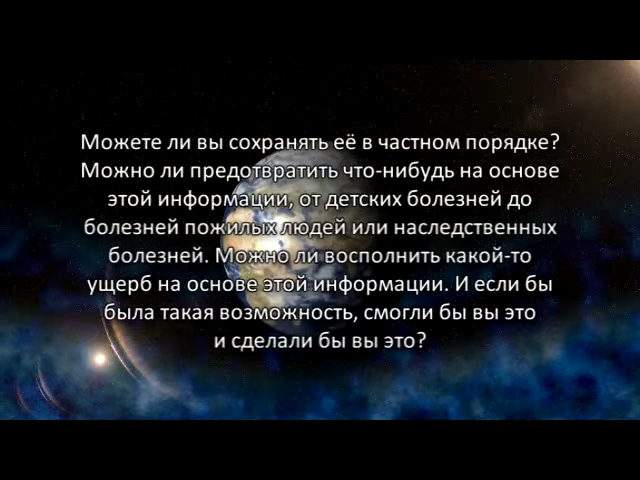 Можете ли вы сохранять её в частном порядке?
Можно ли предотвратить что-нибудь на основе
этой информации, от детских болезней до
болезней пожилых людей или наследственных
болезней. Можно ли восполнить какой-то
ущерб на основе этой информации. И если бы
была такая возможность, смогли бы вы это
и сделали бы вы это?